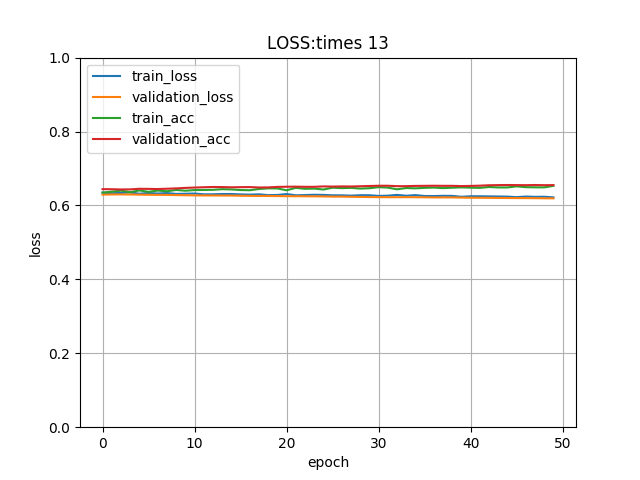 LOSS:times 13
1.0
0.8
0.6
0.4
0.2
0.0
loss
train_loss
validation_loss
train_acc
validation_acc
0 10 20 30 40 50
epoch